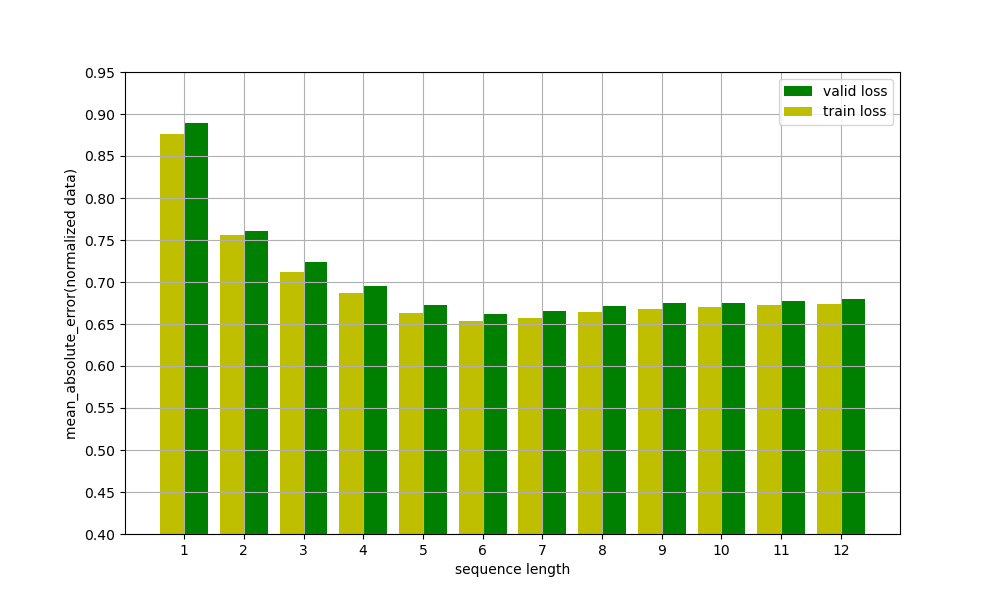 0.95
0.90
0.85
0.80
0.75
0.70
0.65
0.60
0.55
0.50
0.45
0.40
mean_absolute_error(normalized data)
valid loss
train loss
1 2 3 4 5 6 7 8 9 10 11 12
sequence length